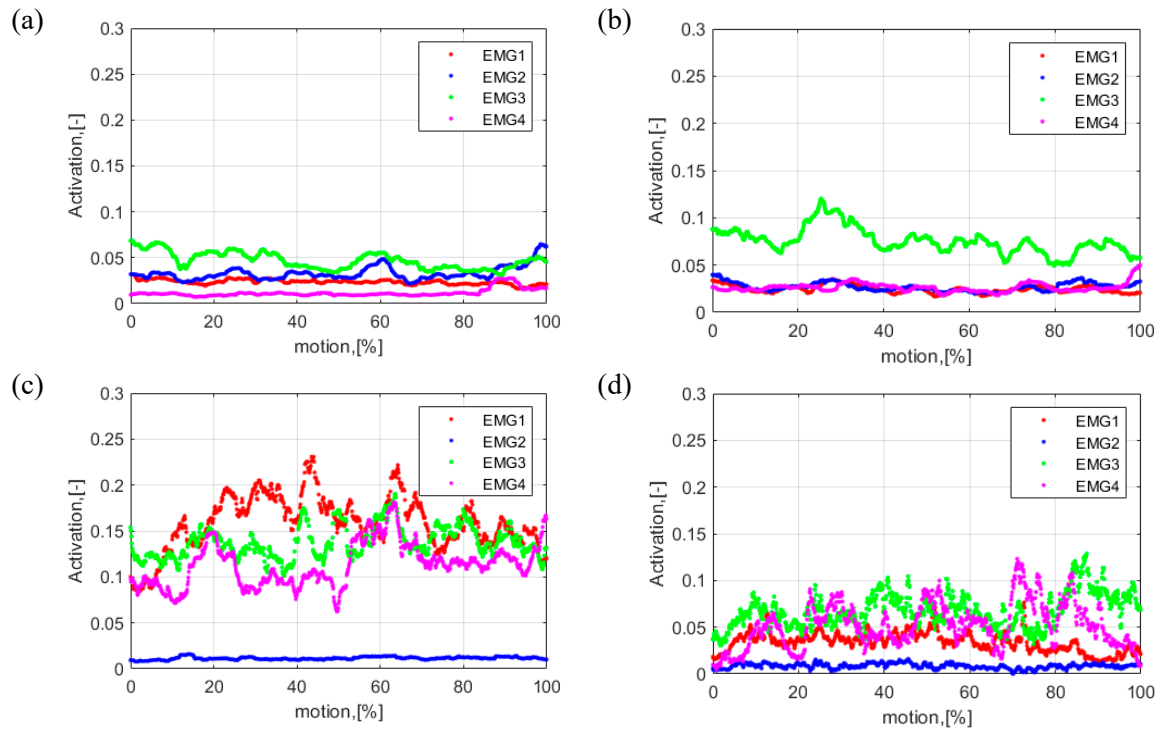 (a)
0.3
0.25
0.2
0.15
0.1
0.05
0
Activation,[-]
EMG1
EMG2
EMG3
EMG4
0 20 40 60 80 100
motion,[%]
(b)
0.3
0.25
0.2
0.15
0.1
0.05
0
Activation,[-]
EMG1
EMG2
EMG3
EMG4
0 20 40 60 80 100
motion,[%]
(c)
0.3
0.25
0.2
0.15
0.1
0.05
0
Activation,[-]
EMG1
EMG2
EMG3
EMG4
0 20 40 60 80 100
motion,[%]
(d)
0.3
0.25
0.2
0.15
0.1
0.05
0
Activation,[-]
EMG1
EMG2
EMG3
EMG4
0 20 40 60 80 100
motion,[%]